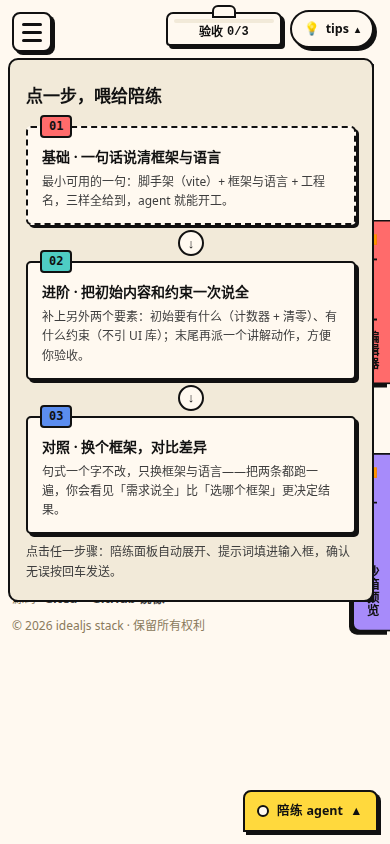 验收 0/3
💡 tips ▲
点一步，喂给陪练
01
基础 · 一句话说清框架与语言
最小可用的一句：脚手架（vite）+ 框架与语言 + 工程
名，三样全给到，agent 就能开工。
↓
02
进阶 · 把初始内容和约束一次说全
补上另外两个要素：初始要有什么（计数器 + 清零）、有
什么约束（不引 UI 库）；末尾再派一个讲解动作，方便
你验收。
↓
03
对照 · 换个框架，对比差异
句式一个字不改，只换框架与语言——把两条都跑一
遍，你会看见「需求说全」比「选哪个框架」更决定结
果。
点击任一步骤：陪练面板自动展开、提示词填进输入框，确认
无误按回车发送。
© 2026 idealjs stack · 保留所有权利
陪练 agent ▲